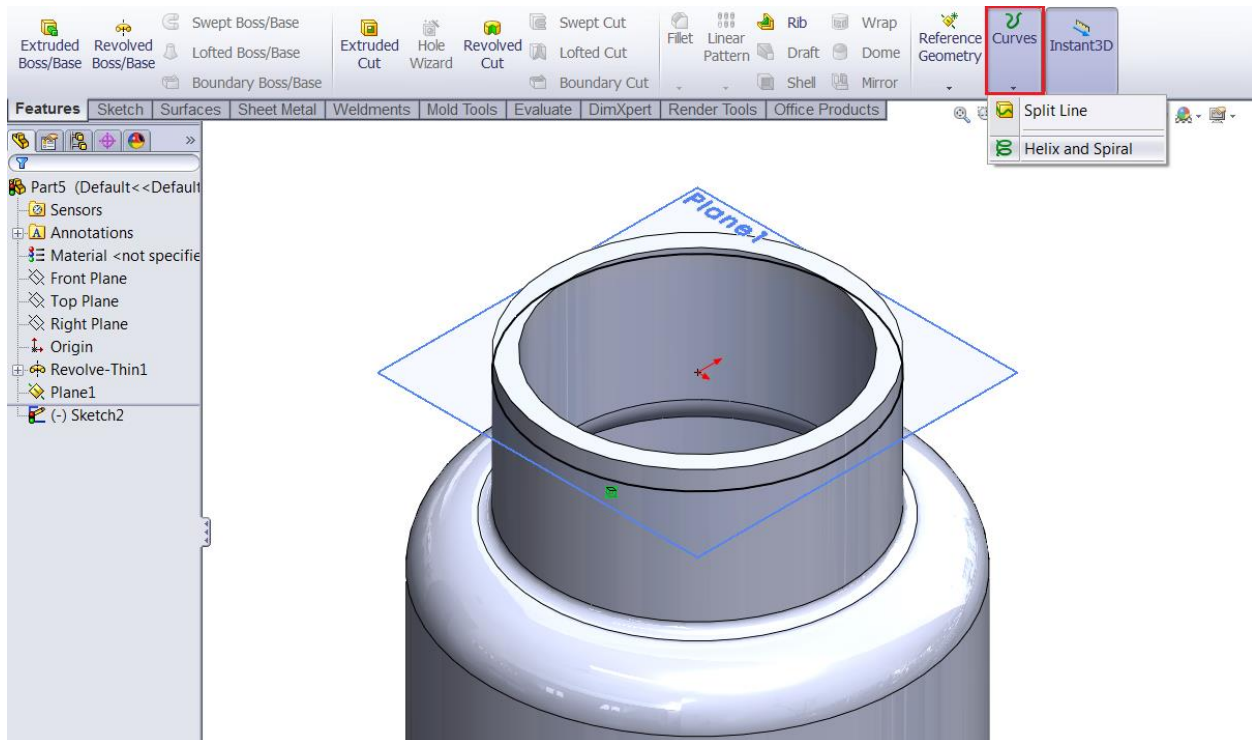 Extruded Boss/Base
Revolved Boss/Base
Swept Boss/Base
Lofted Boss/Base
Boundary Boss/Base
Extruded Cut
Hole Wizard
Revolved Cut
Swept Cut
Lofted Cut
Boundary Cut
Fillet
Linear Pattern
Rib
Draft
Shell
Wrap
Dome
Mirror
Reference Geometry
Curves
Instant3D
Features
Sketch
Surfaces
Sheet Metal
Weldments
Mold Tools
Evaluate
DimXpert
Render Tools
Office Products
Split Line
Helix and Spiral
Part5 (Default<<Default
Sensors
Annotations
Material <not specifie
Front Plane
Top Plane
Right Plane
Origin
Revolve-Thin1
Plane1
(-) Sketch2
Plane1